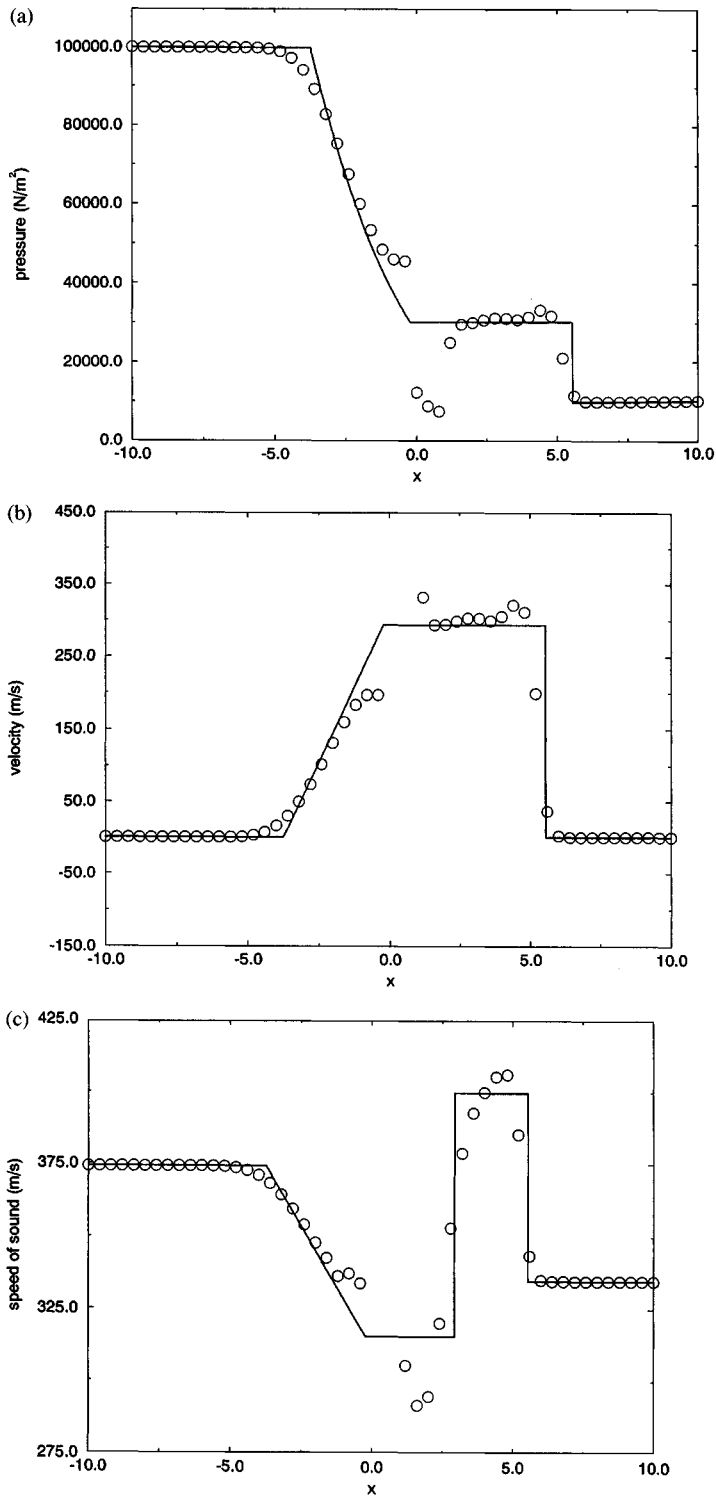 (a)
100000.0
80000.0
60000.0
40000.0
20000.0
0.0
pressure (N/m²)
-10.0 -5.0 0.0 5.0 10.0
x
(b)
450.0
350.0
250.0
150.0
50.0
-50.0
-150.0
velocity (m/s)
-10.0 -5.0 0.0 5.0 10.0
x
(c)
425.0
375.0
325.0
275.0
speed of sound (m/s)
-10.0 -5.0 0.0 5.0 10.0
x